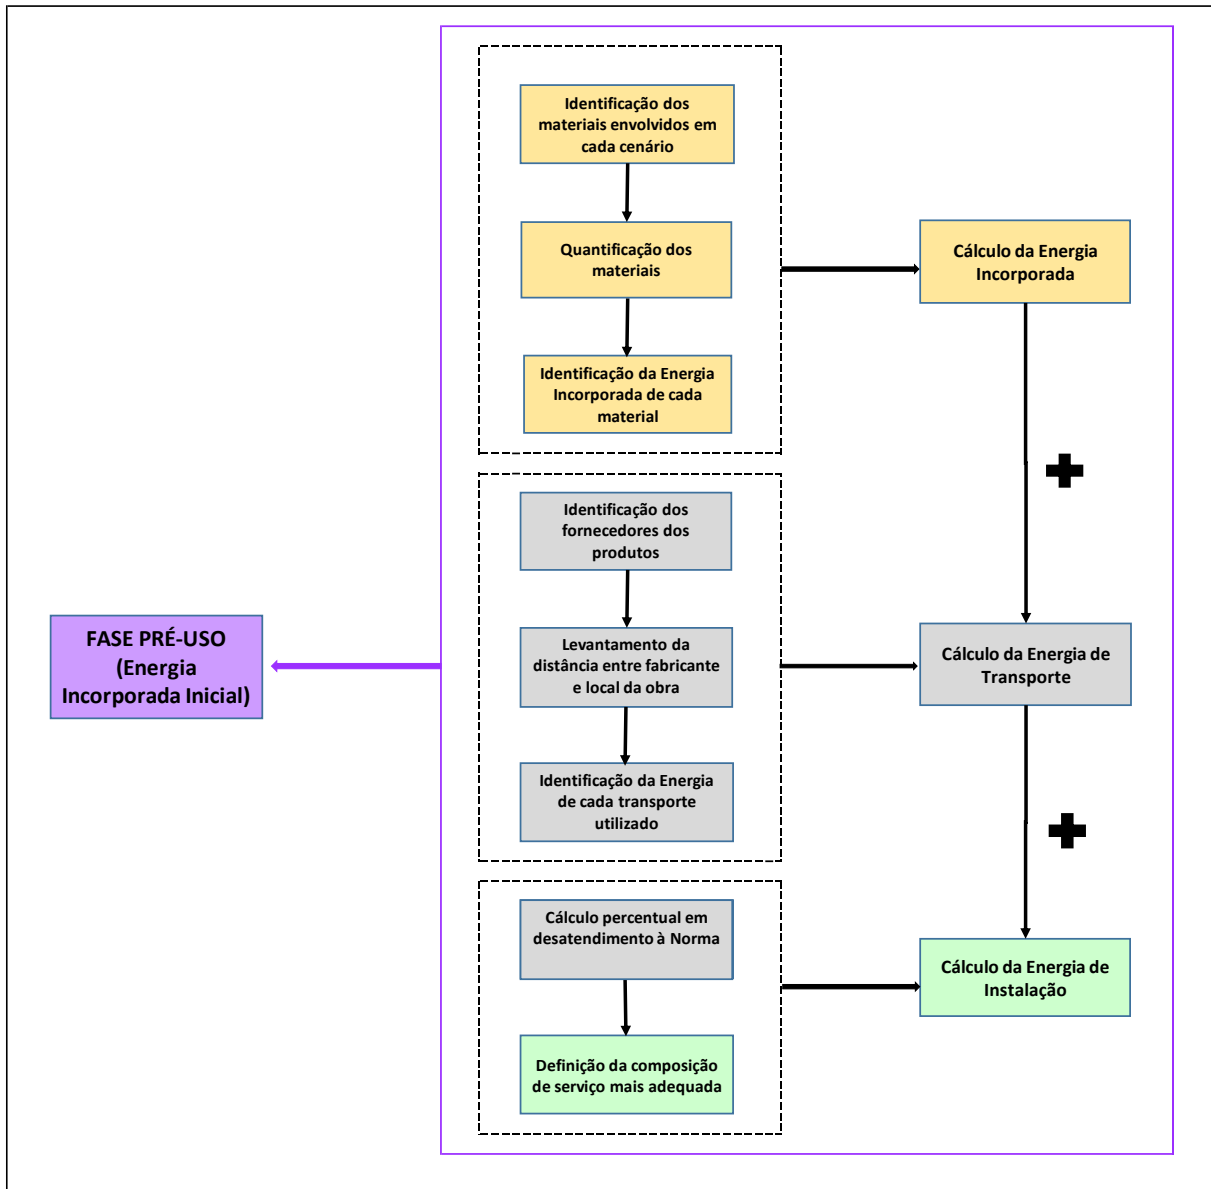 Identificação dos
materiais envolvidos em
cada cenário
Quantificação dos
materiais
Identificação da Energia
Incorporada de cada
material
Cálculo da Energia
Incorporada
Identificação dos
fornecedores dos
produtos
Levantamento da
distância entre fabricante
e local da obra
Identificação da Energia
de cada transporte
utilizado
Cálculo da Energia de
Transporte
FASE PRÉ-USO
(Energia
Incorporada Inicial)
Cálculo percentual em
desatendimento à Norma
Definição da composição
de serviço mais adequada
Cálculo da Energia de
Instalação